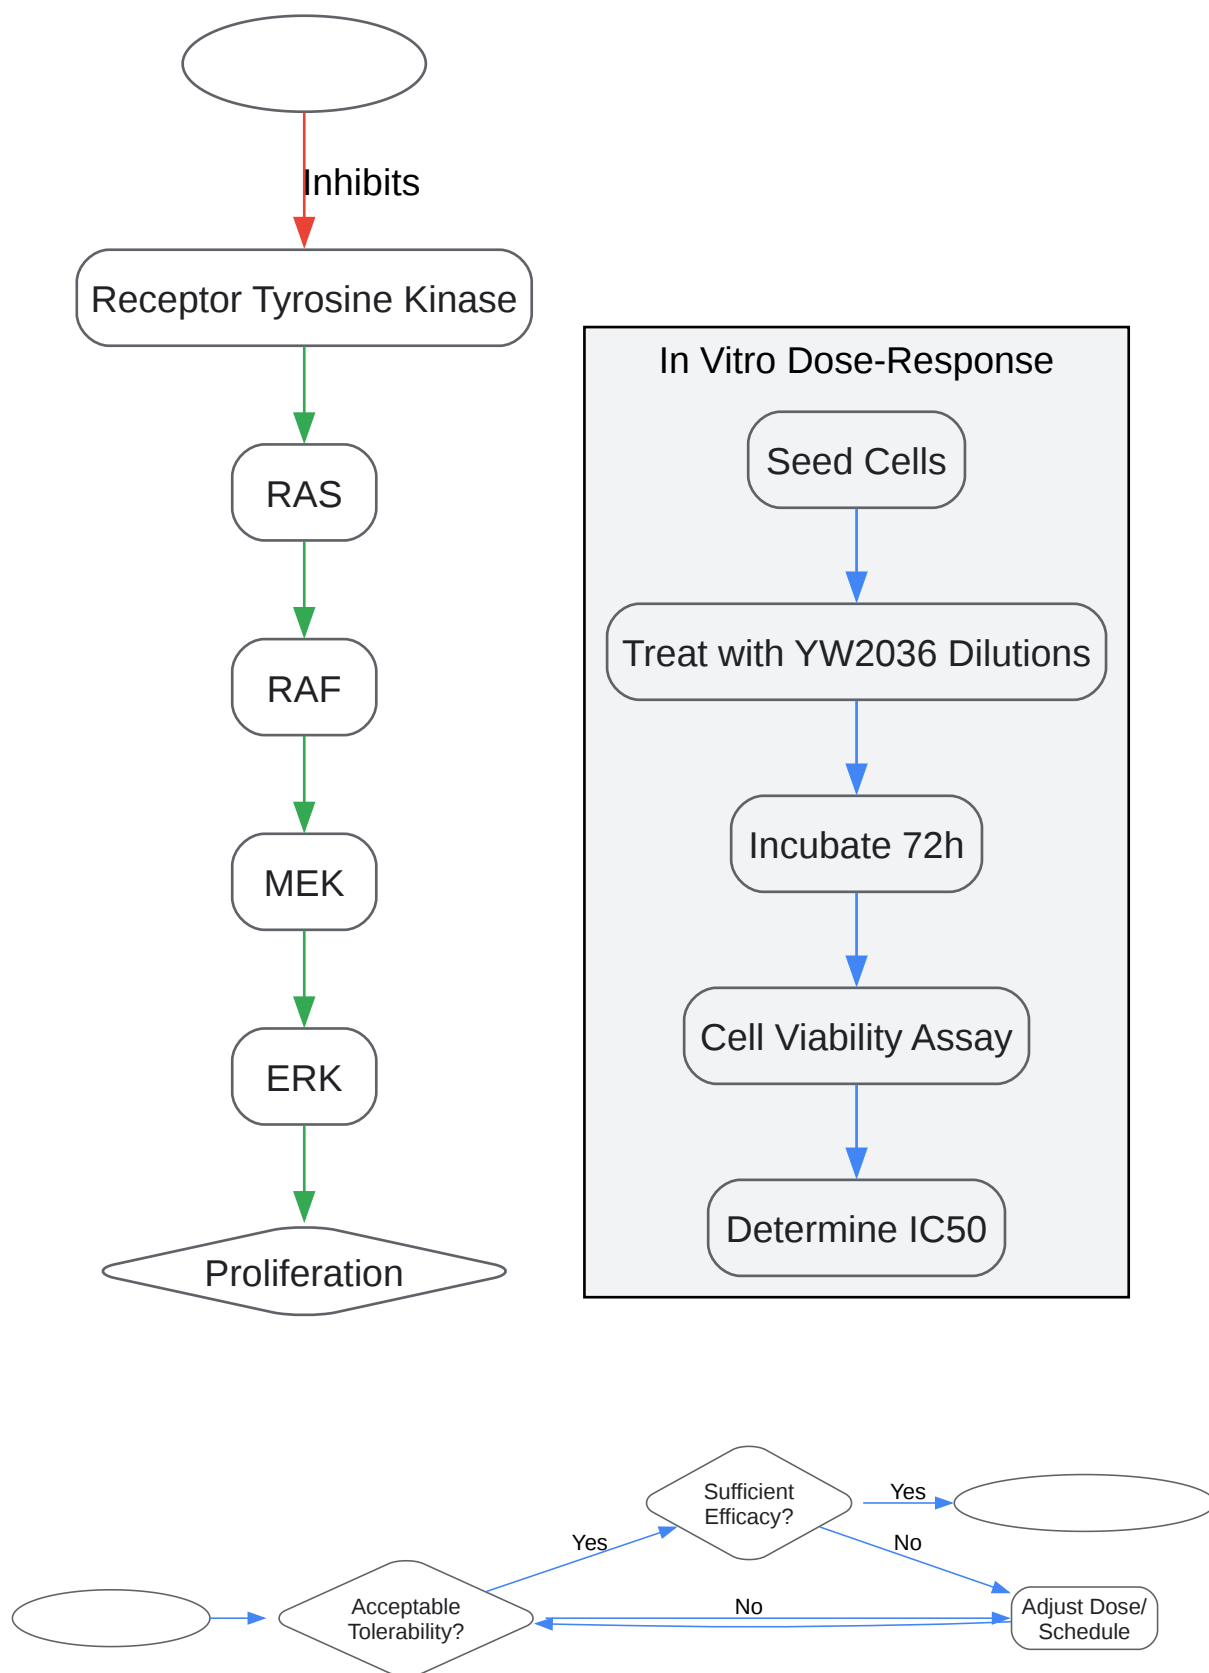 Inhibits
Receptor Tyrosine Kinase
RAS
RAF
MEK
ERK
Proliferation
In Vitro Dose-Response
Seed Cells
Treat with YW2036 Dilutions
Incubate 72h
Cell Viability Assay
Determine IC50
Acceptable
Tolerability?
Yes
Sufficient
Efficacy?
Yes
No
No
Adjust Dose/
Schedule